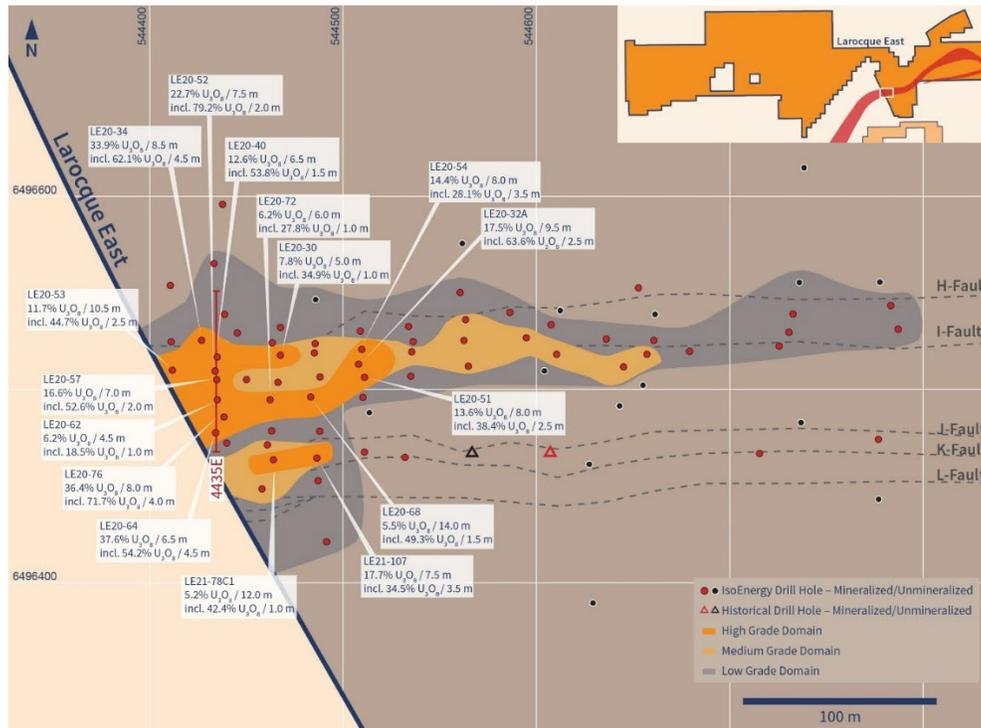 544400
544500
544600
N
Larocque East
Larocque East
LE20-52
22.7% U3O8 / 7.5 m
incl. 79.2% U3O8 / 2.0 m
LE20-34
33.9% U3O8 / 8.5 m
incl. 62.1% U3O8 / 4.5 m
LE20-40
12.6% U3O8 / 6.5 m
incl. 53.8% U3O8 / 1.5 m
LE20-54
14.4% U3O8 / 8.0 m
incl. 28.1% U3O8 / 3.5 m
6496600
LE20-72
6.2% U3O8 / 6.0 m
incl. 27.8% U3O8 / 1.0 m
LE20-32A
17.5% U3O8 / 9.5 m
incl. 63.6% U3O8 / 2.5 m
LE20-30
7.8% U3O8 / 5.0 m
incl. 34.9% U3O8 / 1.0 m
LE20-53
11.7% U3O8 / 10.5 m
incl. 44.7% U3O8 / 2.5 m
H-Faul
I-Fault
LE20-57
16.6% U3O8 / 7.0 m
incl. 52.6% U3O8 / 2.0 m
LE20-51
13.6% U3O8 / 8.0 m
incl. 38.4% U3O8 / 2.5 m
LE20-62
6.2% U3O8 / 4.5 m
incl. 18.5% U3O8 / 1.0 m
J-Fault
K-Faul
L-Fault
LE20-76
36.4% U3O8 / 8.0 m
incl. 71.7% U3O8 / 4.0 m
4435E
LE20-68
5.5% U3O8 / 14.0 m
incl. 49.3% U3O8 / 1.5 m
LE20-64
37.6% U3O8 / 6.5 m
incl. 54.2% U3O8 / 4.5 m
LE21-107
17.7% U3O8 / 7.5 m
incl. 34.5% U3O8 / 3.5 m
6496400
LE21-78C1
5.2% U3O8 / 12.0 m
incl. 42.4% U3O8 / 1.0 m
IsoEnergy Drill Hole – Mineralized/Unmineralized
Historical Drill Hole – Mineralized/Unmineralized
High Grade Domain
Medium Grade Domain
Low Grade Domain
100 m